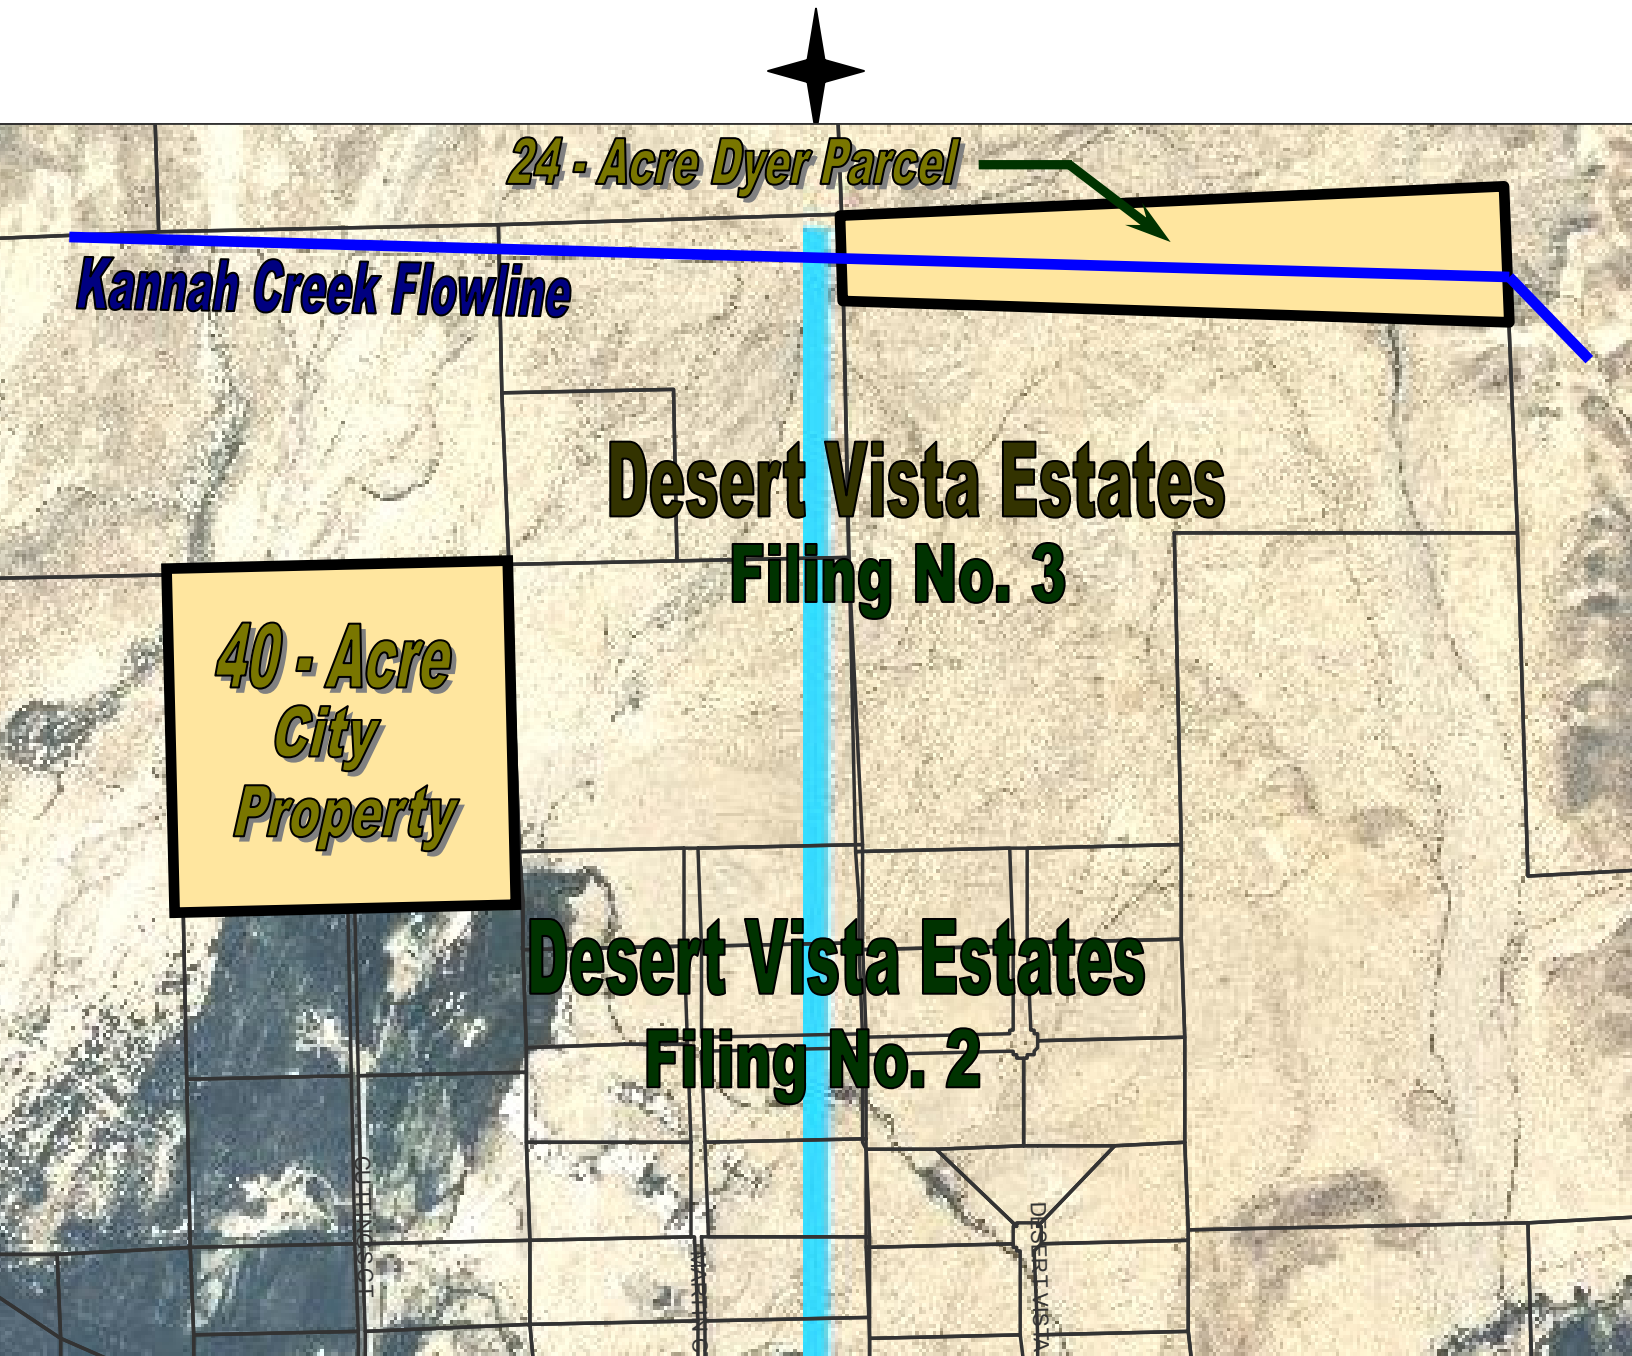 24 - Acre Dyer Parcel
Kannah Creek Flowline
Desert Vista Estates
Filing No. 3
40 - Acre
City
Property
Desert Vista Estates
Filing No. 2
CUTTINGS CT
DESERT VISTA